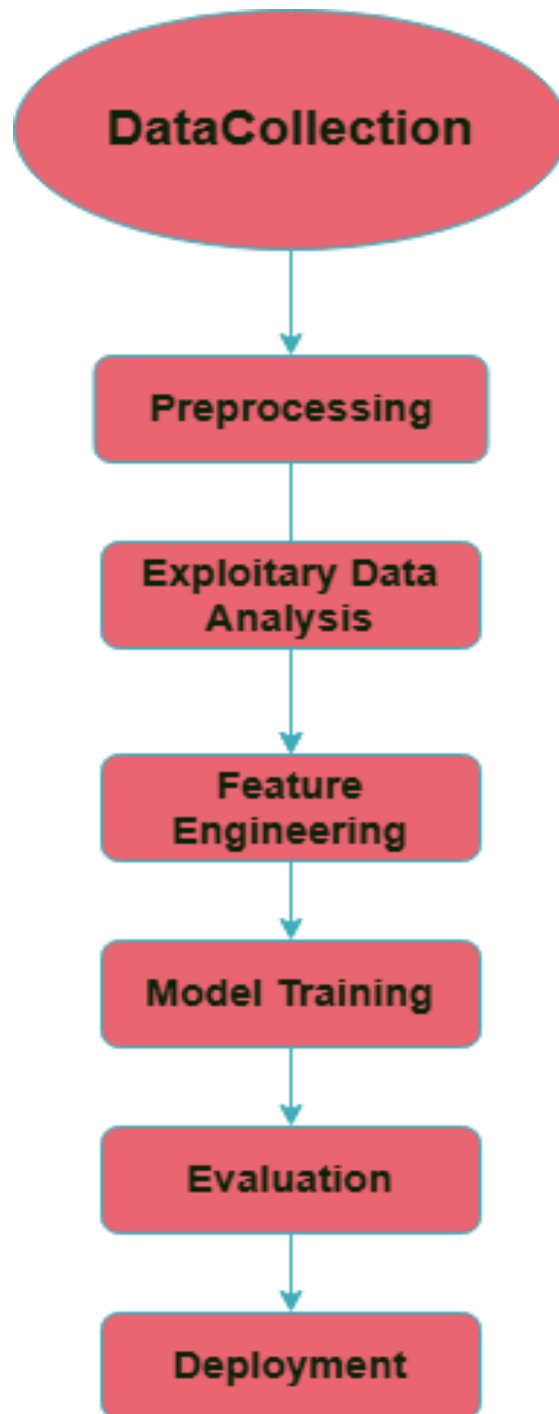 DataCollection
Preprocessing
Exploitary Data
Analysis
Feature
Engineering
Model Training
Evaluation
Deployment